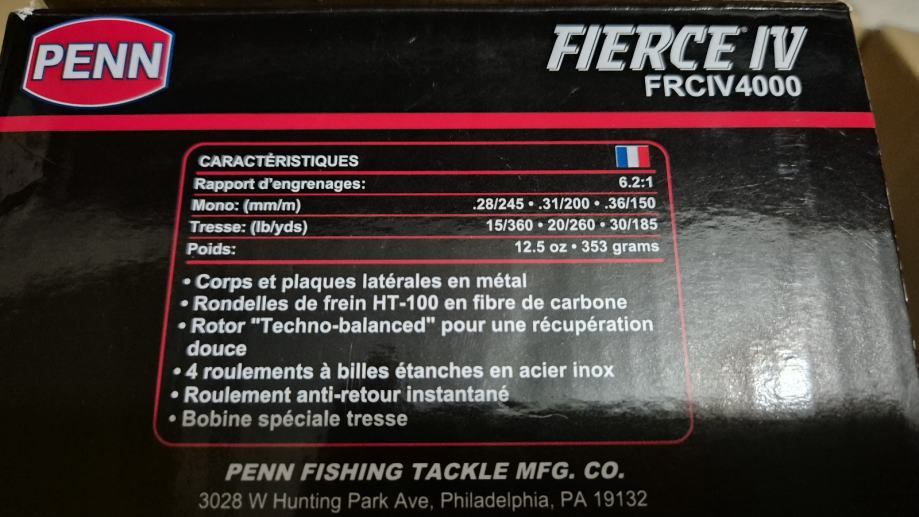 PENN
FIERCE IV
FRCIV4000
CARACTÈRISTIQUES
Rapport d'engrenages: 6.2:1
Mono: (mm/m) .28/245 • .31/200 • .36/150
Tresse: (lb/yds) 15/360 • 20/260 • 30/185
Poids: 12.5 oz • 353 grams
• Corps et plaques latérales en métal
• Rondelles de frein HT-100 en fibre de carbone
• Rotor "Techno-balanced" pour une récupération
douce
• 4 roulements à billes étanches en acier inox
• Roulement anti-retour instantané
• Bobine spéciale tresse
PENN FISHING TACKLE MFG. CO.
3028 W Hunting Park Ave, Philadelphia, PA 19132